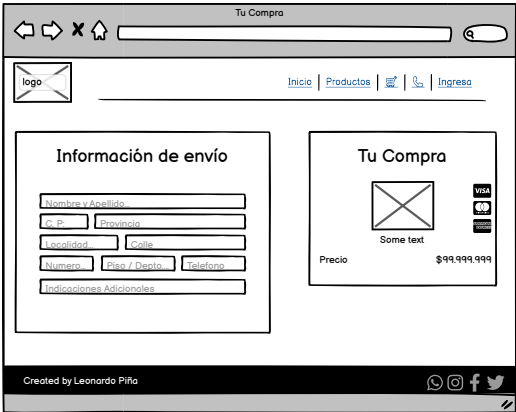 Tu Compra
logo
Inicio Productos Ingresa
Información de envío
Nombre y Apellido...
C. P: Provincia
Localidad... Calle
Numero... Piso / Depto... Telefono
Indicaciones Adicionales
Tu Compra
VISA
Some text
Precio $99.999.999
Created by Leonardo Piña